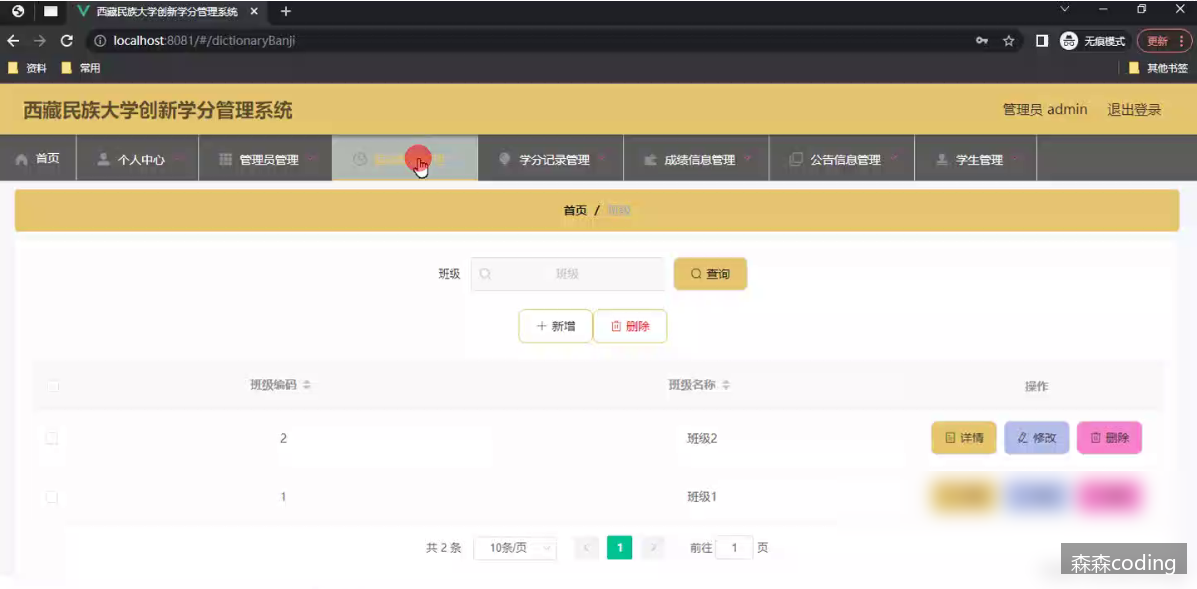 西藏民族大学创新学分管理系统
localhost:8081/#/dictionaryBanji
无痕模式
更新
资料
常用
其他书签
西藏民族大学创新学分管理系统
管理员 admin
退出登录
首页
个人中心
管理员管理
学分记录管理
成绩信息管理
公告信息管理
学生管理
首页 / 班级
班级
班级
查询
新增
删除
班级编码
班级名称
操作
2
班级2
详情
修改
删除
1
班级1
共 2 条
10条/页
1
前往
1
页
森森coding